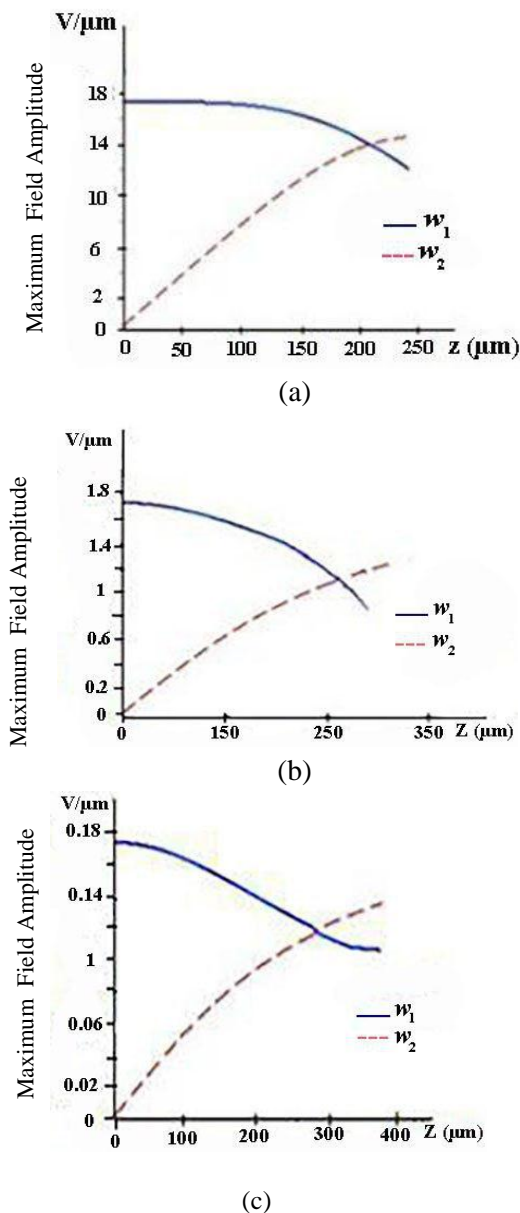 V/µm
Maximum Field Amplitude
18
14
10
6
2
0
w1
w2
0 50 100 150 200 250 z (µm)
(a)
V/µm
Maximum Field Amplitude
1.8
1.4
1
0.6
0.2
0
w1
w2
0 150 250 350 Z (µm)
(b)
V/µm
Maximum Field Amplitude
0.18
0.14
1
0.06
0.02
0
w1
w2
0 100 200 300 400 Z (µm)
(c)